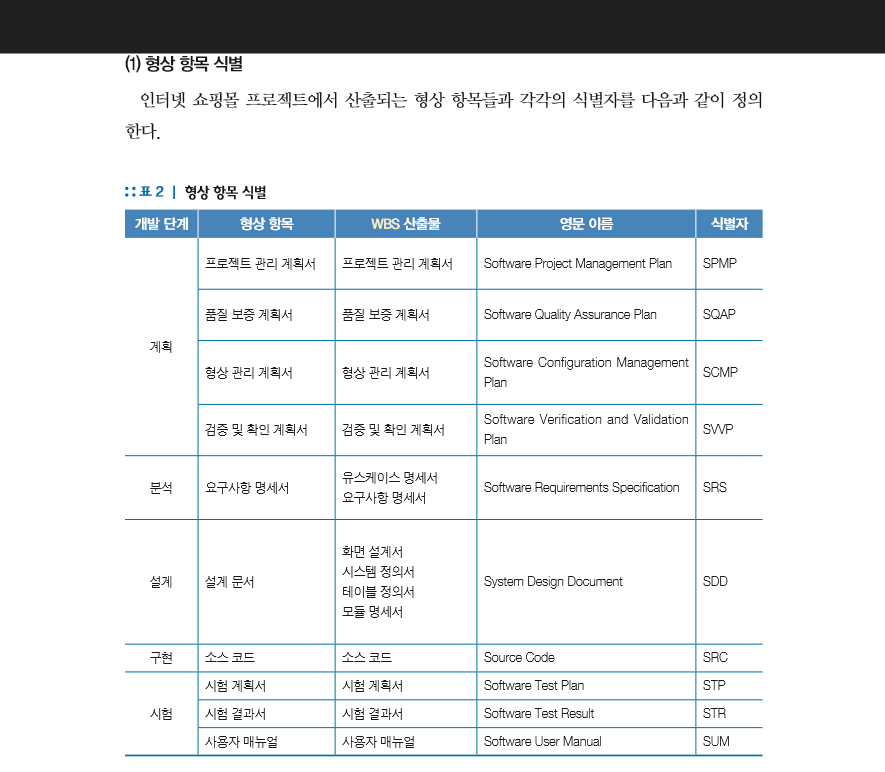 (1) 형상 항목 식별
인터넷 쇼핑몰 프로젝트에서 산출되는 형상 항목들과 각각의 식별자를 다음과 같이 정의
한다.
표 2 | 형상 항목 식별
개발 단계 형상 항목 WBS 산출물 영문 이름 식별자
계획
프로젝트 관리 계획서 프로젝트 관리 계획서 Software Project Management Plan SPMP
품질 보증 계획서 품질 보증 계획서 Software Quality Assurance Plan SQAP
형상 관리 계획서 형상 관리 계획서 Software Configuration Management
Plan SCMP
검증 및 확인 계획서 검증 및 확인 계획서 Software Verification and Validation
Plan SVVP
분석 요구사항 명세서 유스케이스 명세서
요구사항 명세서 Software Requirements Specification SRS
설계 설계 문서 화면 설계서
시스템 정의서
테이블 정의서
모듈 명세서 System Design Document SDD
구현 소스 코드 소스 코드 Source Code SRC
시험
시험 계획서 시험 계획서 Software Test Plan STP
시험 결과서 시험 결과서 Software Test Result STR
사용자 매뉴얼 사용자 매뉴얼 Software User Manual SUM